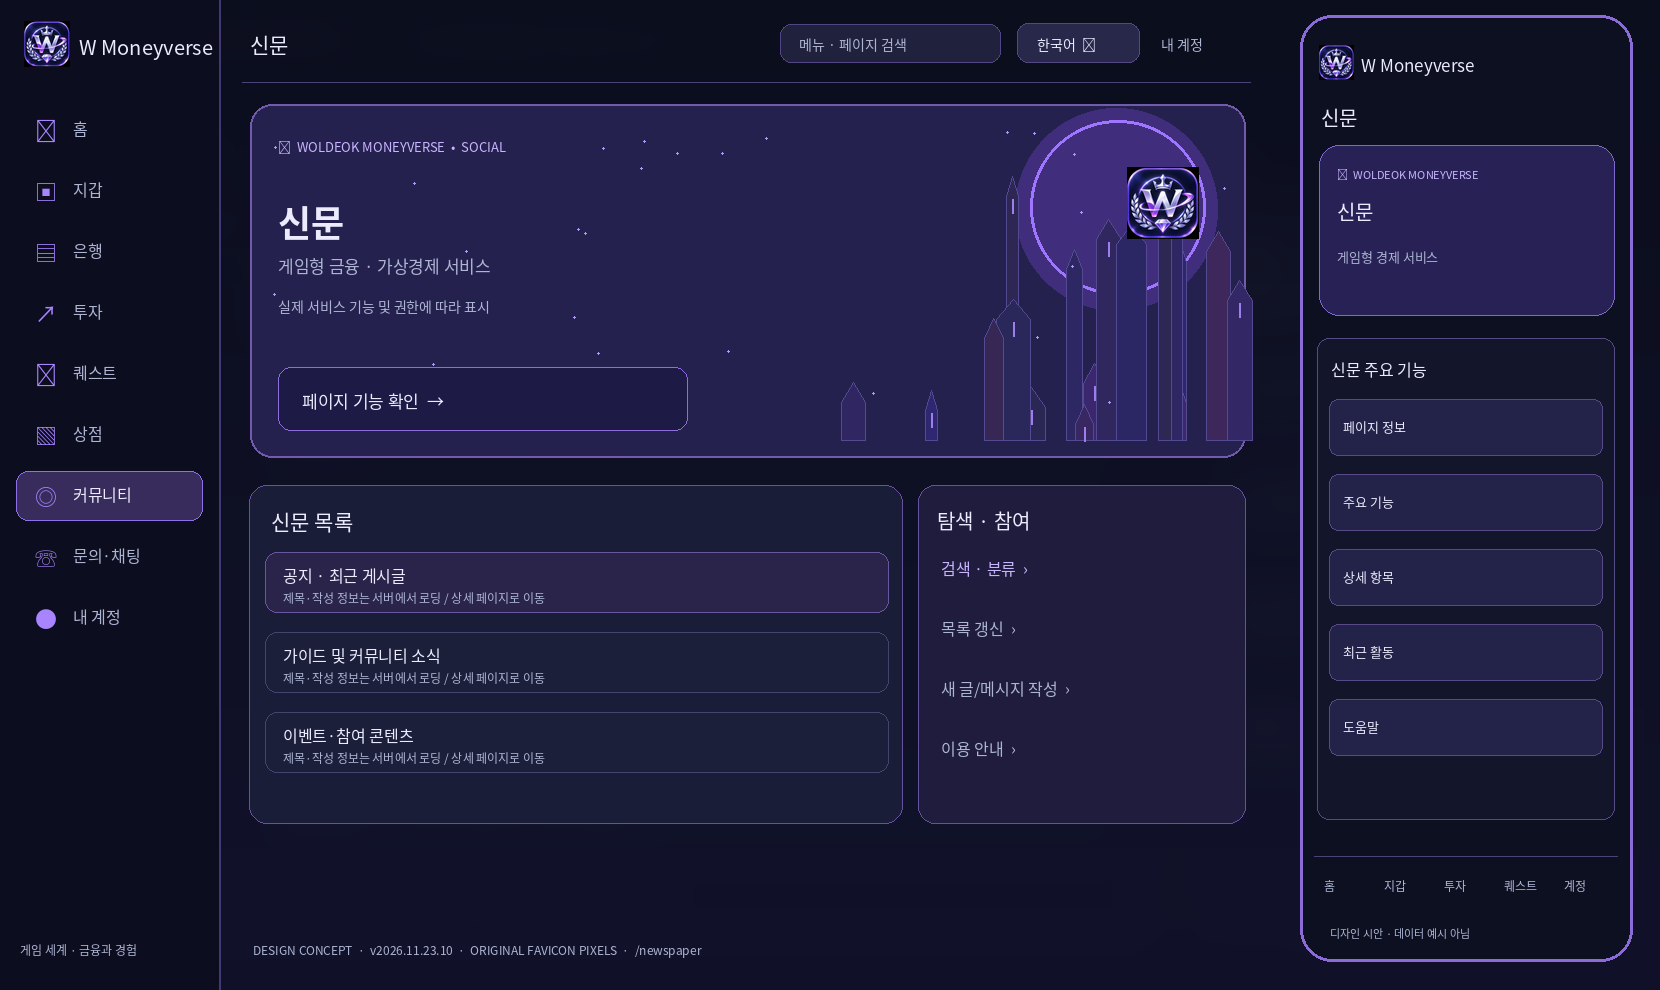 W Moneyverse
홈
지갑
은행
투자
퀘스트
상점
커뮤니티
문의·채팅
내 계정
게임 세계 · 금융과 경험
신문
메뉴 · 페이지 검색
한국어
내 계정
WOLDEOK MONEYVERSE • SOCIAL
신문
게임형 금융 · 가상경제 서비스
실제 서비스 기능 및 권한에 따라 표시
페이지 기능 확인 →
신문 목록
공지 · 최근 게시글
제목·작성 정보는 서버에서 로딩 / 상세 페이지로 이동
가이드 및 커뮤니티 소식
제목·작성 정보는 서버에서 로딩 / 상세 페이지로 이동
이벤트·참여 콘텐츠
제목·작성 정보는 서버에서 로딩 / 상세 페이지로 이동
탐색 · 참여
검색 · 분류 ›
목록 갱신 ›
새 글/메시지 작성 ›
이용 안내 ›
DESIGN CONCEPT · v2026.11.23.10 · ORIGINAL FAVICON PIXELS · /newspaper
W Moneyverse
신문
WOLDEOK MONEYVERSE
신문
게임형 경제 서비스
신문 주요 기능
페이지 정보
주요 기능
상세 항목
최근 활동
도움말
홈 지갑 투자 퀘스트 계정
디자인 시안 · 데이터 예시 아님